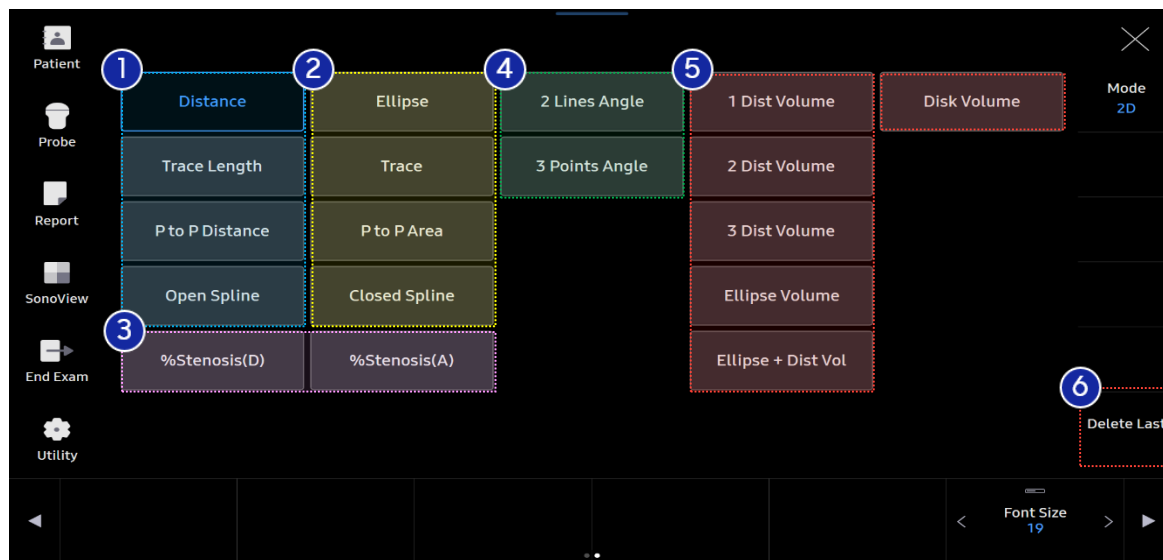 Patient
Probe
Report
SonoView
End Exam
Utility
1
Distance
Trace Length
P to P Distance
Open Spline
2
Ellipse
Trace
P to P Area
Closed Spline
3
%Stenosis(D)
%Stenosis(A)
4
2 Lines Angle
3 Points Angle
5
1 Dist Volume
2 Dist Volume
3 Dist Volume
Ellipse Volume
Ellipse + Dist Vol
Disk Volume
Mode
2D
6
Delete Last
Font Size
19